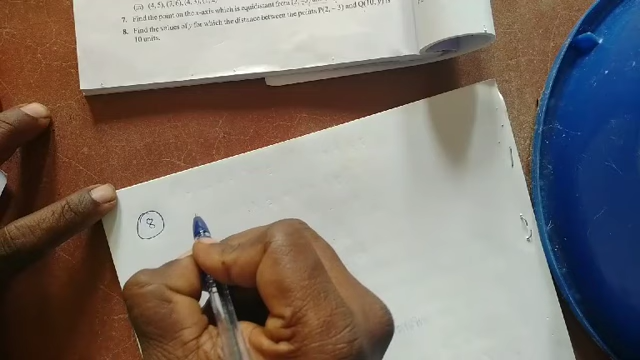 7. Find the point on the x-axis which is equidistant from (2,
8. Find the values of y for which the distance between the points P(2, – 3) and Q(10, y) is
10 units.
8